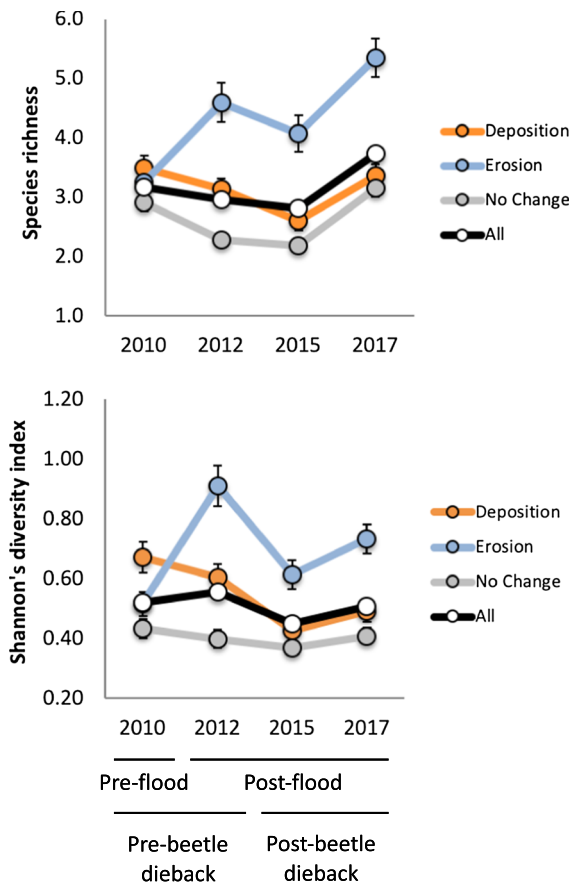 6.0
5.0
4.0
3.0
2.0
1.0
Species richness
2010 2012 2015 2017
Deposition
Erosion
No Change
All
1.20
1.00
0.80
0.60
0.40
0.20
Shannon's diversity index
2010 2012 2015 2017
Deposition
Erosion
No Change
All
Pre-flood Post-flood
Pre-beetle Post-beetle
dieback dieback